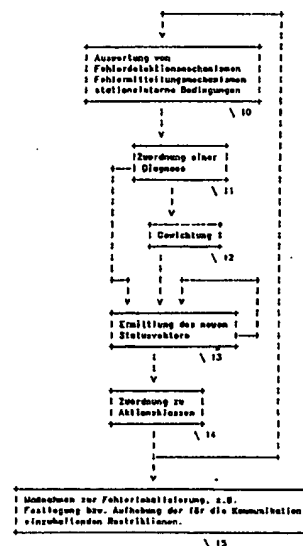 Auswertung von
Fehlerdetektionsmechanismen
Fehlermitteilungsmechanismen
stationsinterne Bedingungen
10
Zuordnung einer
Diagnose
11
Gewichtung
12
Ermittlung des neuen
Statusvektors
13
Zuordnung zu
Aktionsklassen
14
Maßnahmen zur Fehlerlokalisierung, z.B.
Festlegung bzw. Aufhebung der für die Kommunikation
einzuhaltenden Restriktionen.
15